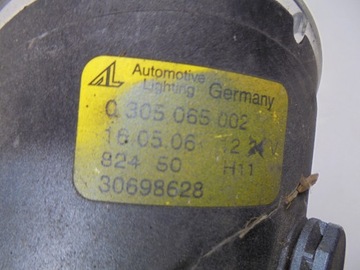 AL Automotive
Lighting Germany
0 305 065 002
16.05.06 12 V
824 50 H11
30698628